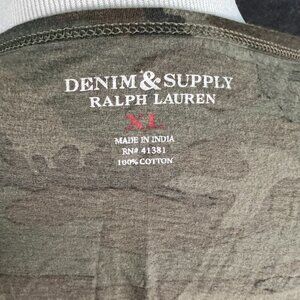 DENIM & SUPPLY
RALPH LAUREN
XL
MADE IN INDIA
RN# 41381
100% COTTON